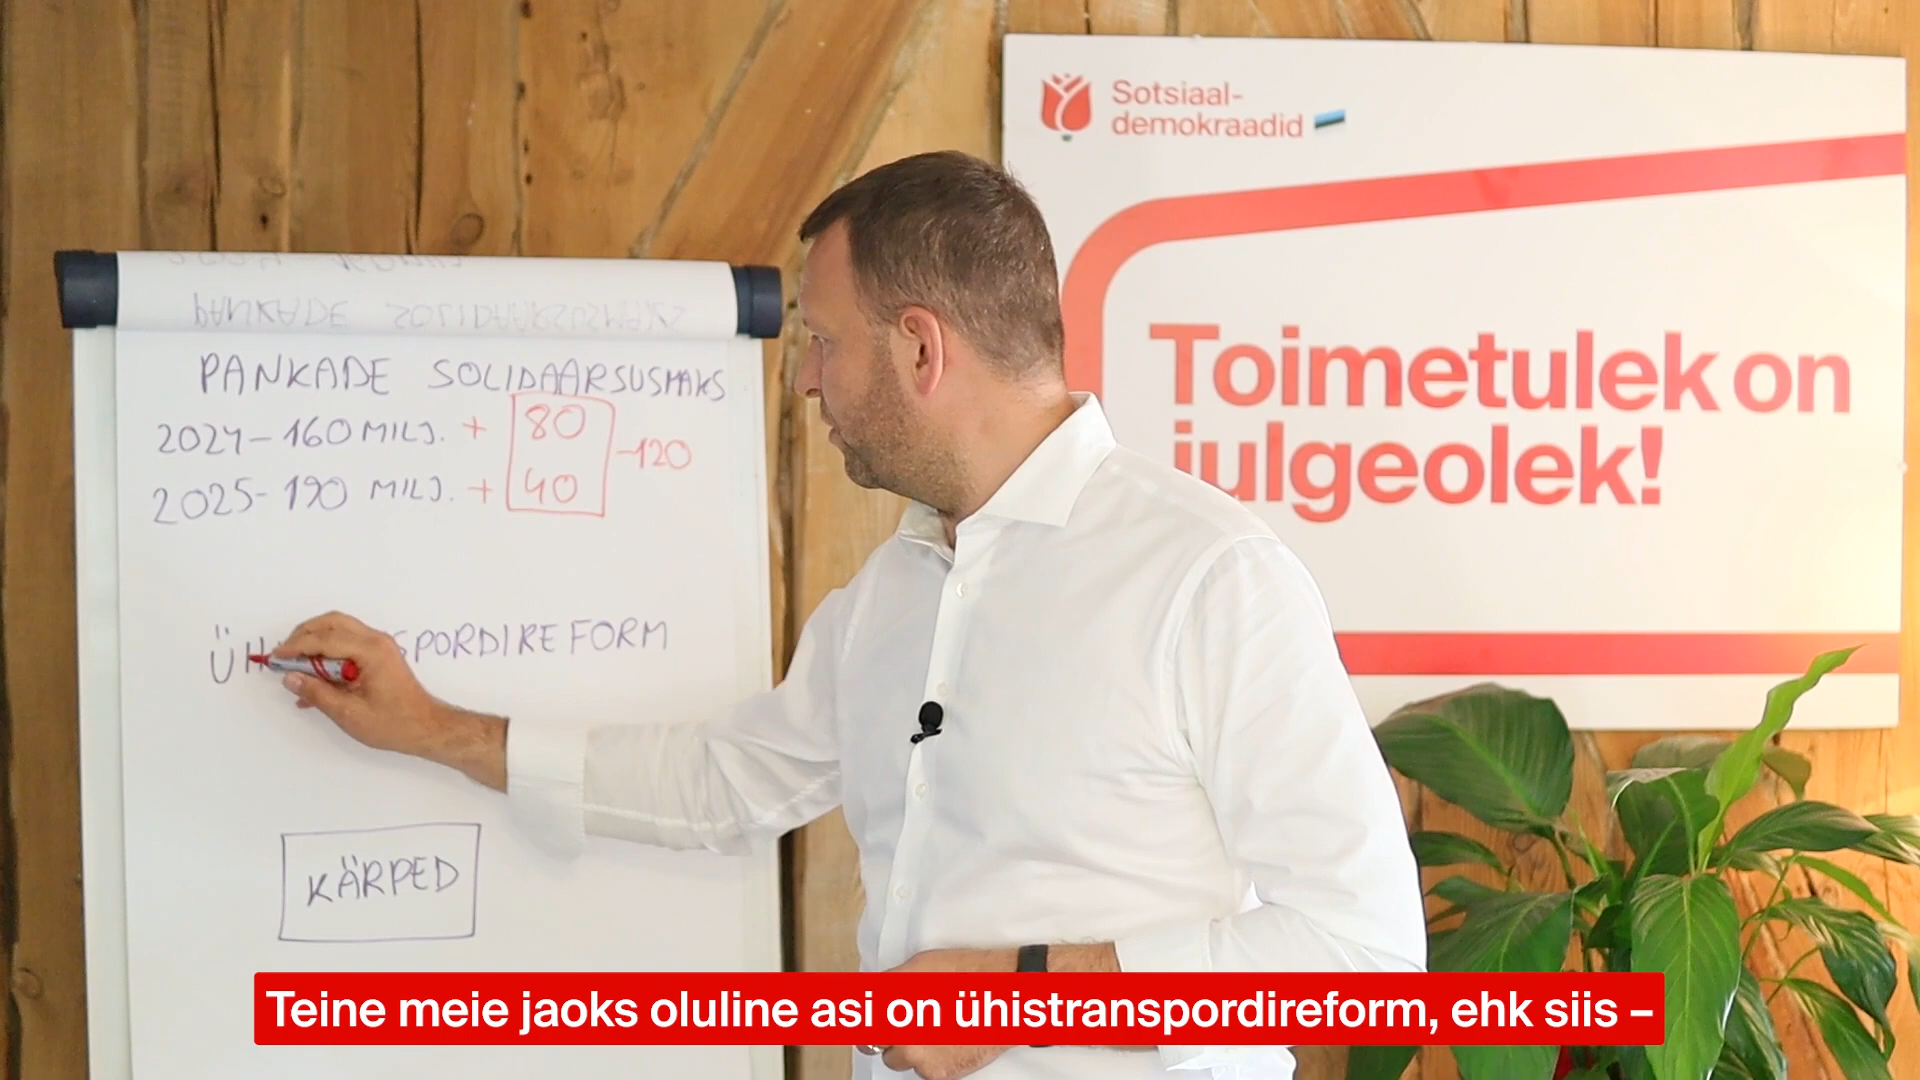 PANKADE SOLIDAARSUSMAKS
2024 – 160 MILJ. + 80
2025 - 190 MILJ. + 40
-120
ÜH SPORDIREFORM
KÄRPED
Sotsiaal-
demokraadid
Toimetulek on
julgeolek!
Teine meie jaoks oluline asi on ühistranspordireform, ehk siis –